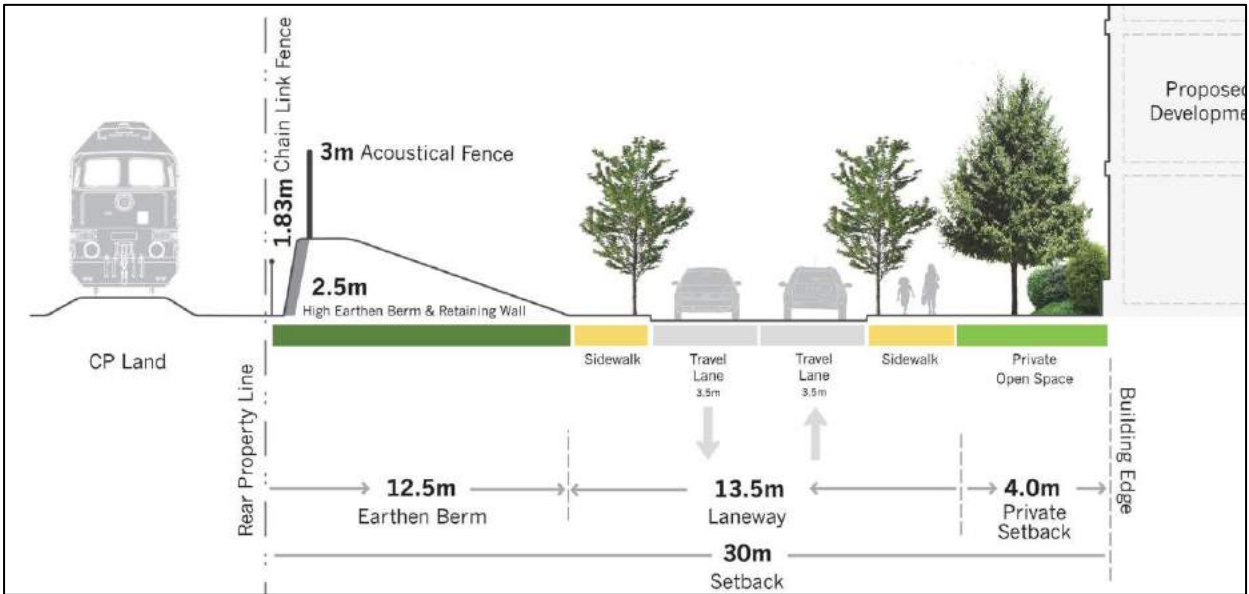 1.83m Chain Link Fence
3m Acoustical Fence
2.5m
High Earthen Berm & Retaining Wall
Proposed
Developme
CP Land
Sidewalk
Travel
Lane
3.5m
Travel
Lane
3.5m
Sidewalk
Private
Open Space
Rear Property Line
Building Edge
12.5m
Earthen Berm
13.5m
Laneway
4.0m
Private
Setback
30m
Setback